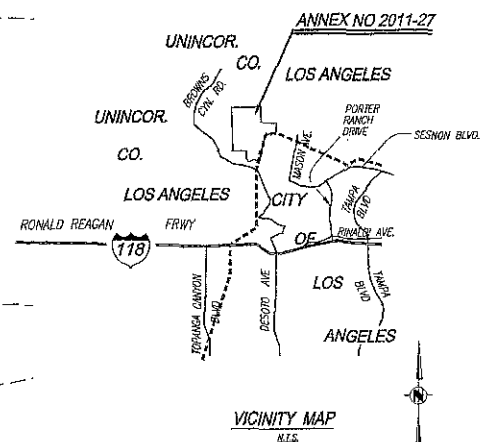 ANNEX NO 2011-27
UNINCOR.
CO.
LOS ANGELES
BROWNS
CYN. RD.
UNINCOR.
CO.
LOS ANGELES
PORTER
RANCH
DRIVE
MASON AVE.
SESNON BLVD.
CITY
OF
LOS
ANGELES
TAMPA
BLVD
RINALDI AVE.
RONALD REAGAN FRWY
118
TOPANGA CANYON
BLVD
DESOTO AVE
TAMPA
BLVD
N
VICINITY MAP
N.T.S.